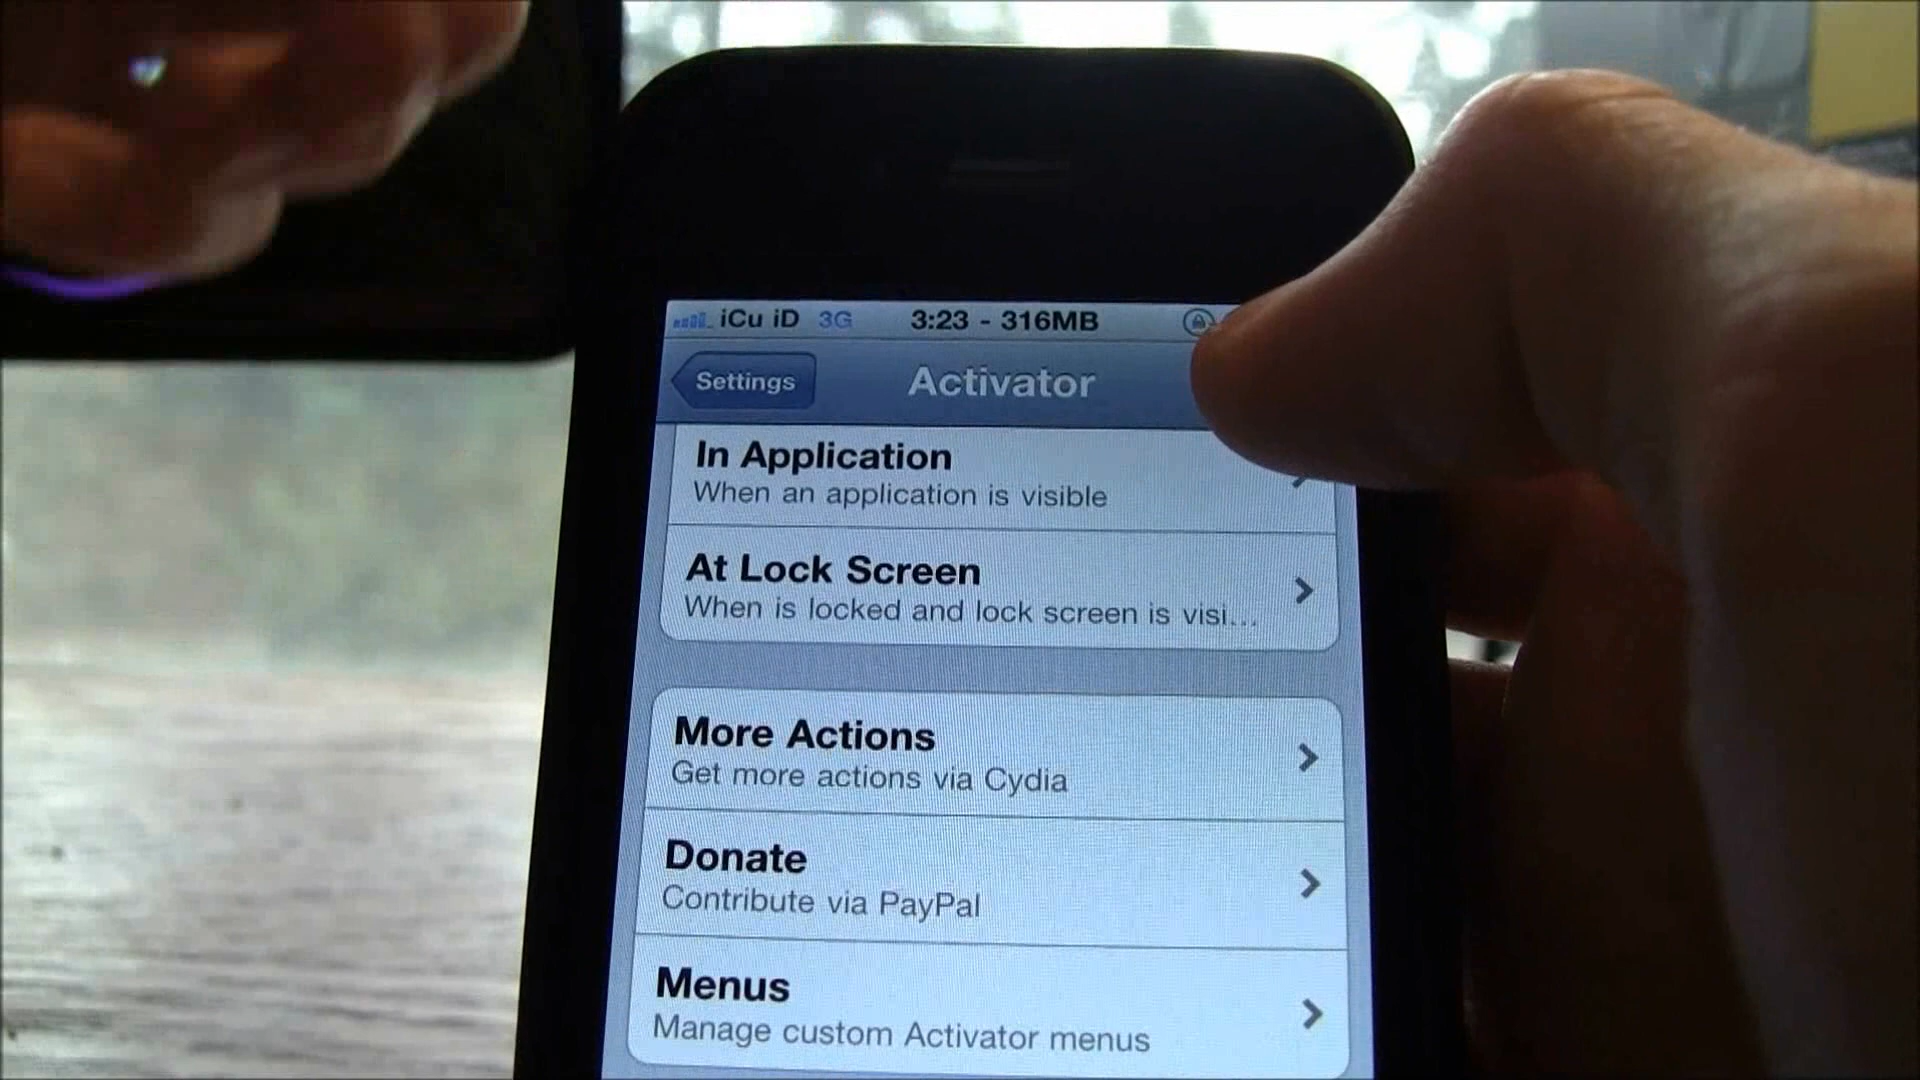 iCu iD 3G 3:23 - 316MB
Settings Activator
In Application
When an application is visible
At Lock Screen
When is locked and lock screen is visi...
More Actions
Get more actions via Cydia
Donate
Contribute via PayPal
Menus
Manage custom Activator menus